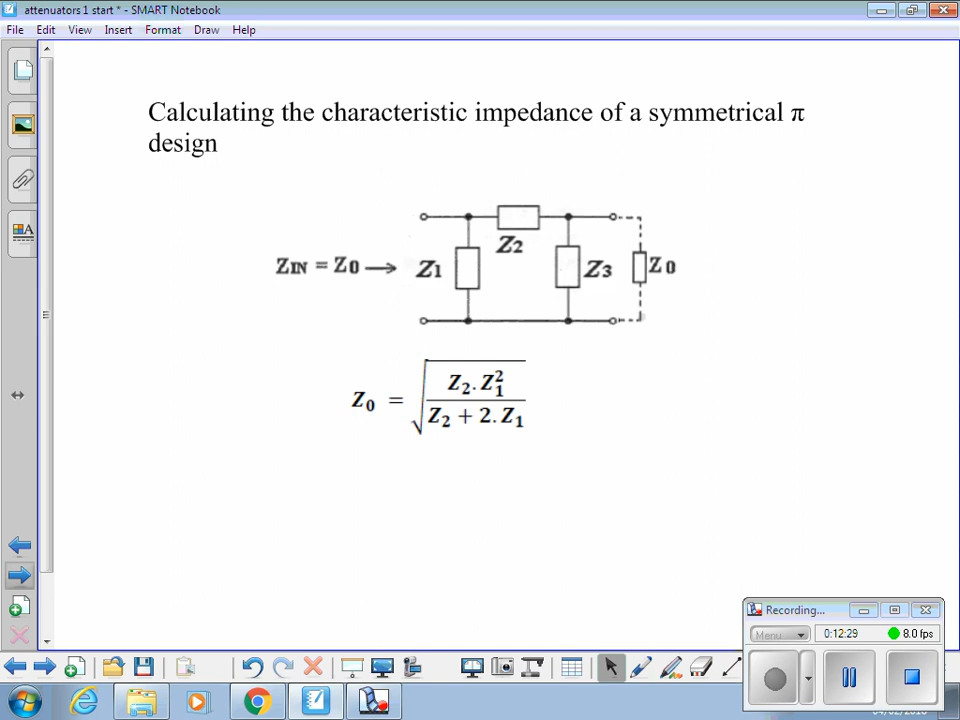 attenuators 1 start * - SMART Notebook
File Edit View Insert Format Draw Help
Calculating the characteristic impedance of a symmetrical π
design
Z2
ZIN = Z0 Z1 Z3 Z0
Z₀ = √(Z₂.Z₁² / Z₂ + 2.Z₁)
Recording...
Menu 0:12:29 8.0 fps